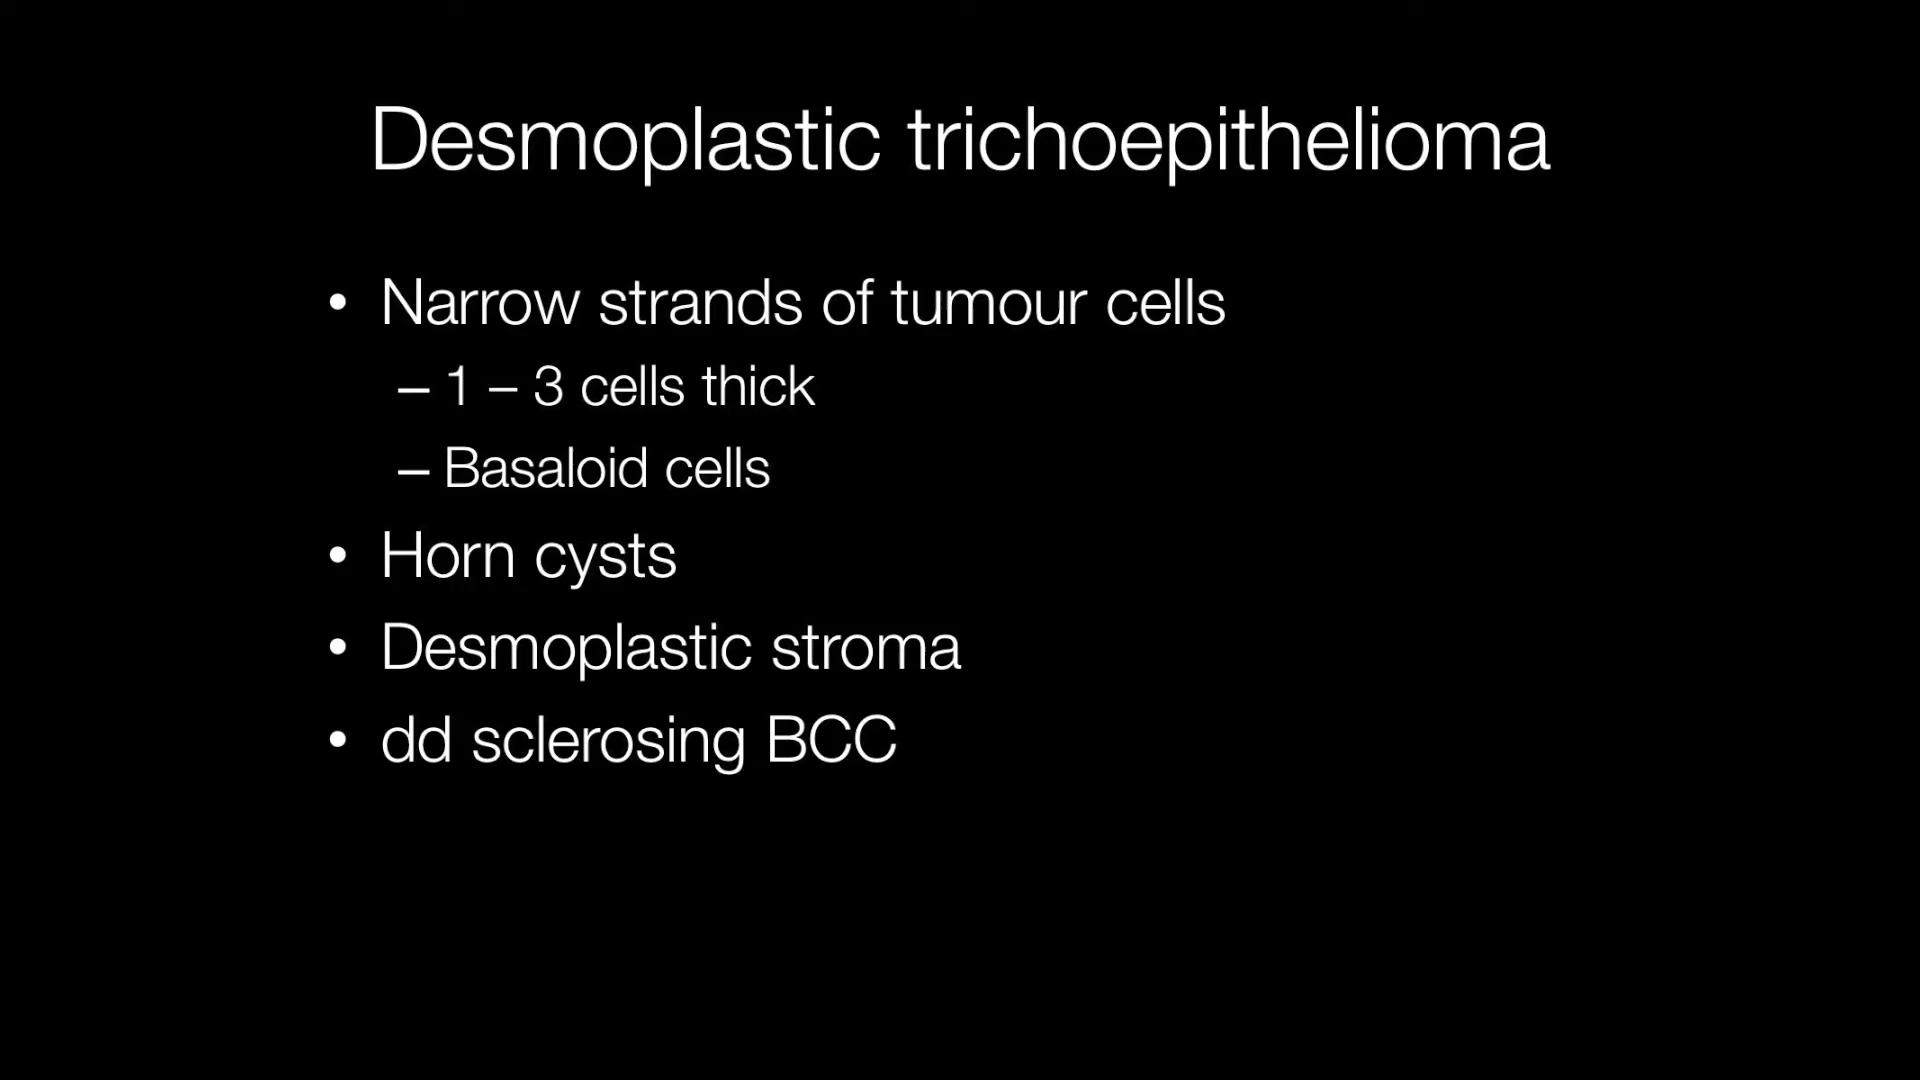 Desmoplastic trichoepithelioma
• Narrow strands of tumour cells
– 1 – 3 cells thick
– Basaloid cells
• Horn cysts
• Desmoplastic stroma
• dd sclerosing BCC